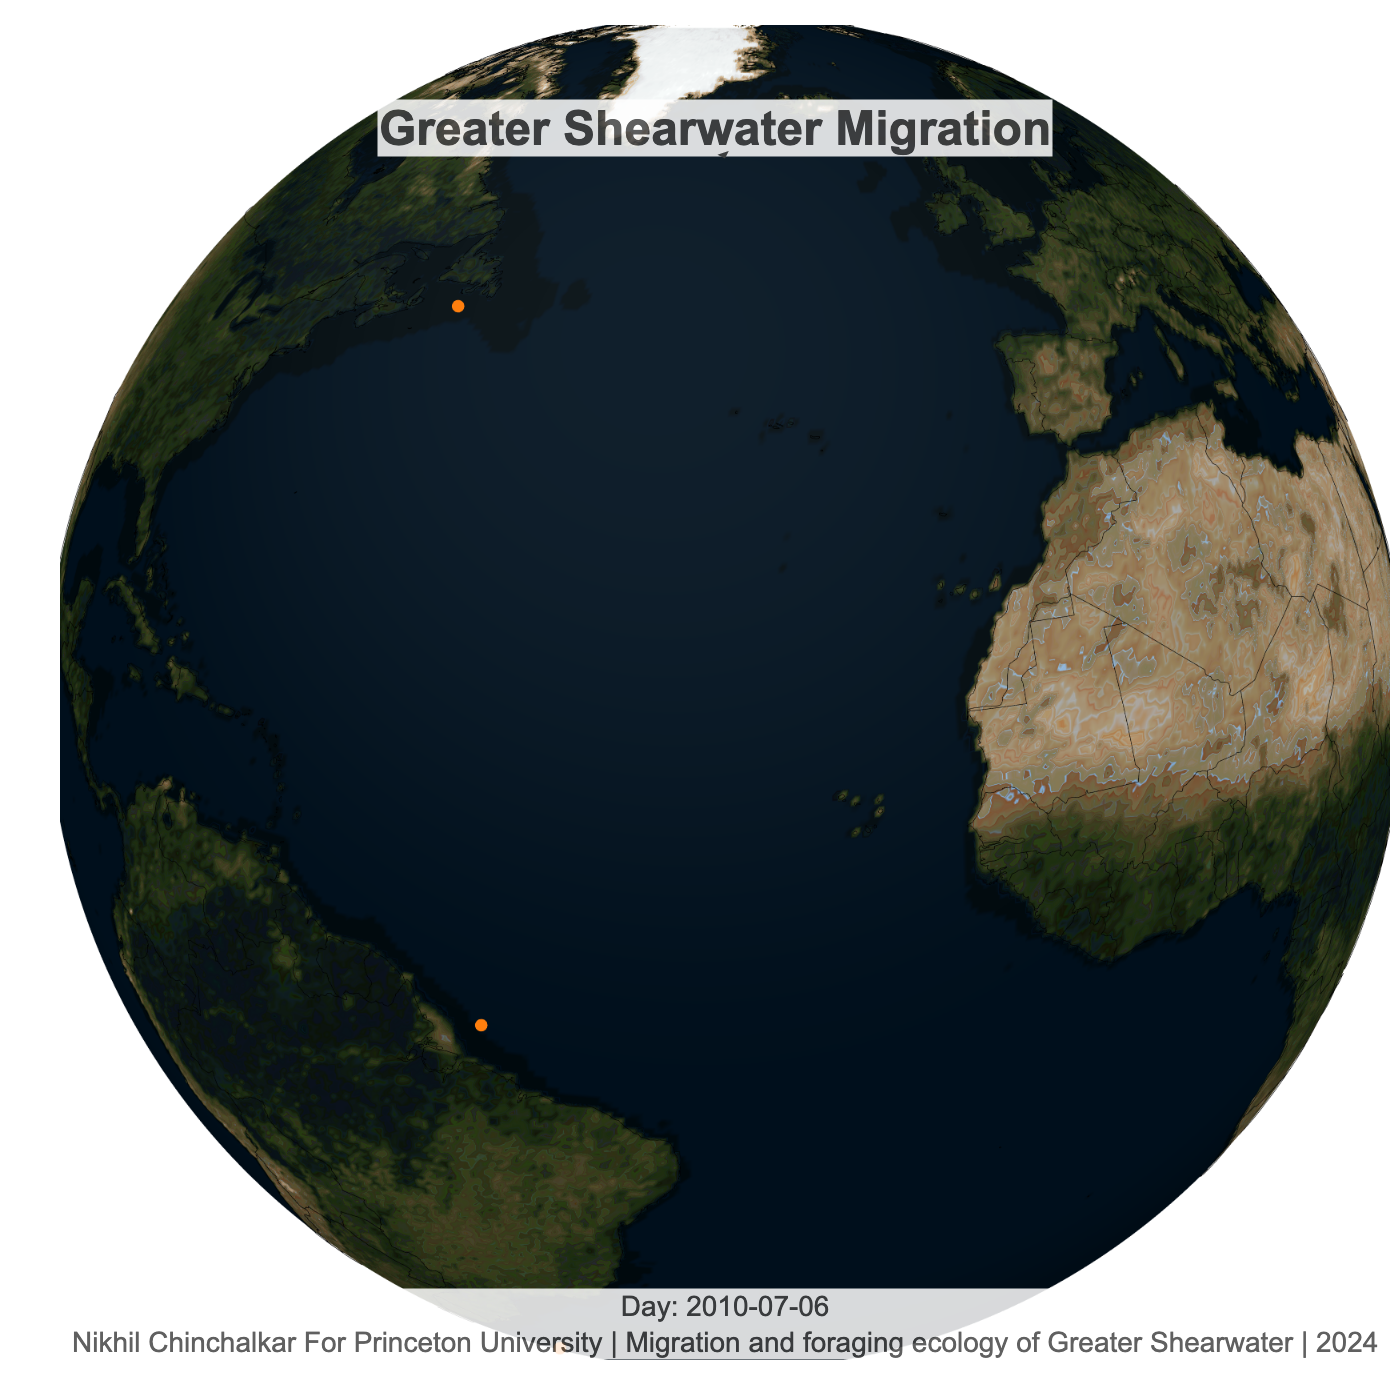 Greater Shearwater Migration
Day: 2010-07-06
Nikhil Chinchalkar For Princeton University | Migration and foraging ecology of Greater Shearwater | 2024